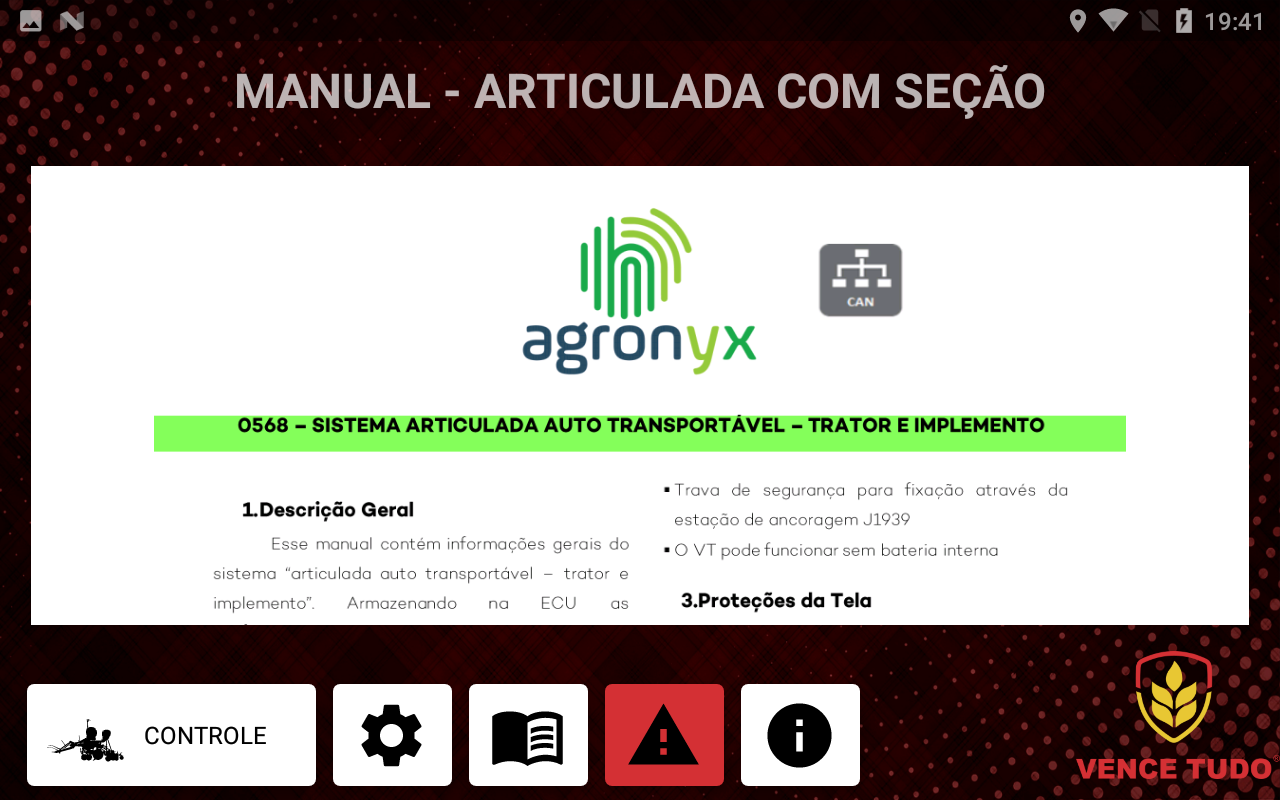 19:41
MANUAL - ARTICULADA COM SEÇÃO
CAN
agronyx
0568 – SISTEMA ARTICULADA AUTO TRANSPORTÁVEL – TRATOR E IMPLEMENTO
1.Descrição Geral
Esse manual contém informações gerais do
sistema “articulada auto transportável – trator e
implemento”. Armazenando na ECU as
▪ Trava de segurança para fixação através da
estação de ancoragem J1939
▪ O VT pode funcionar sem bateria interna
3.Proteções da Tela
CONTROLE
VENCE TUDO